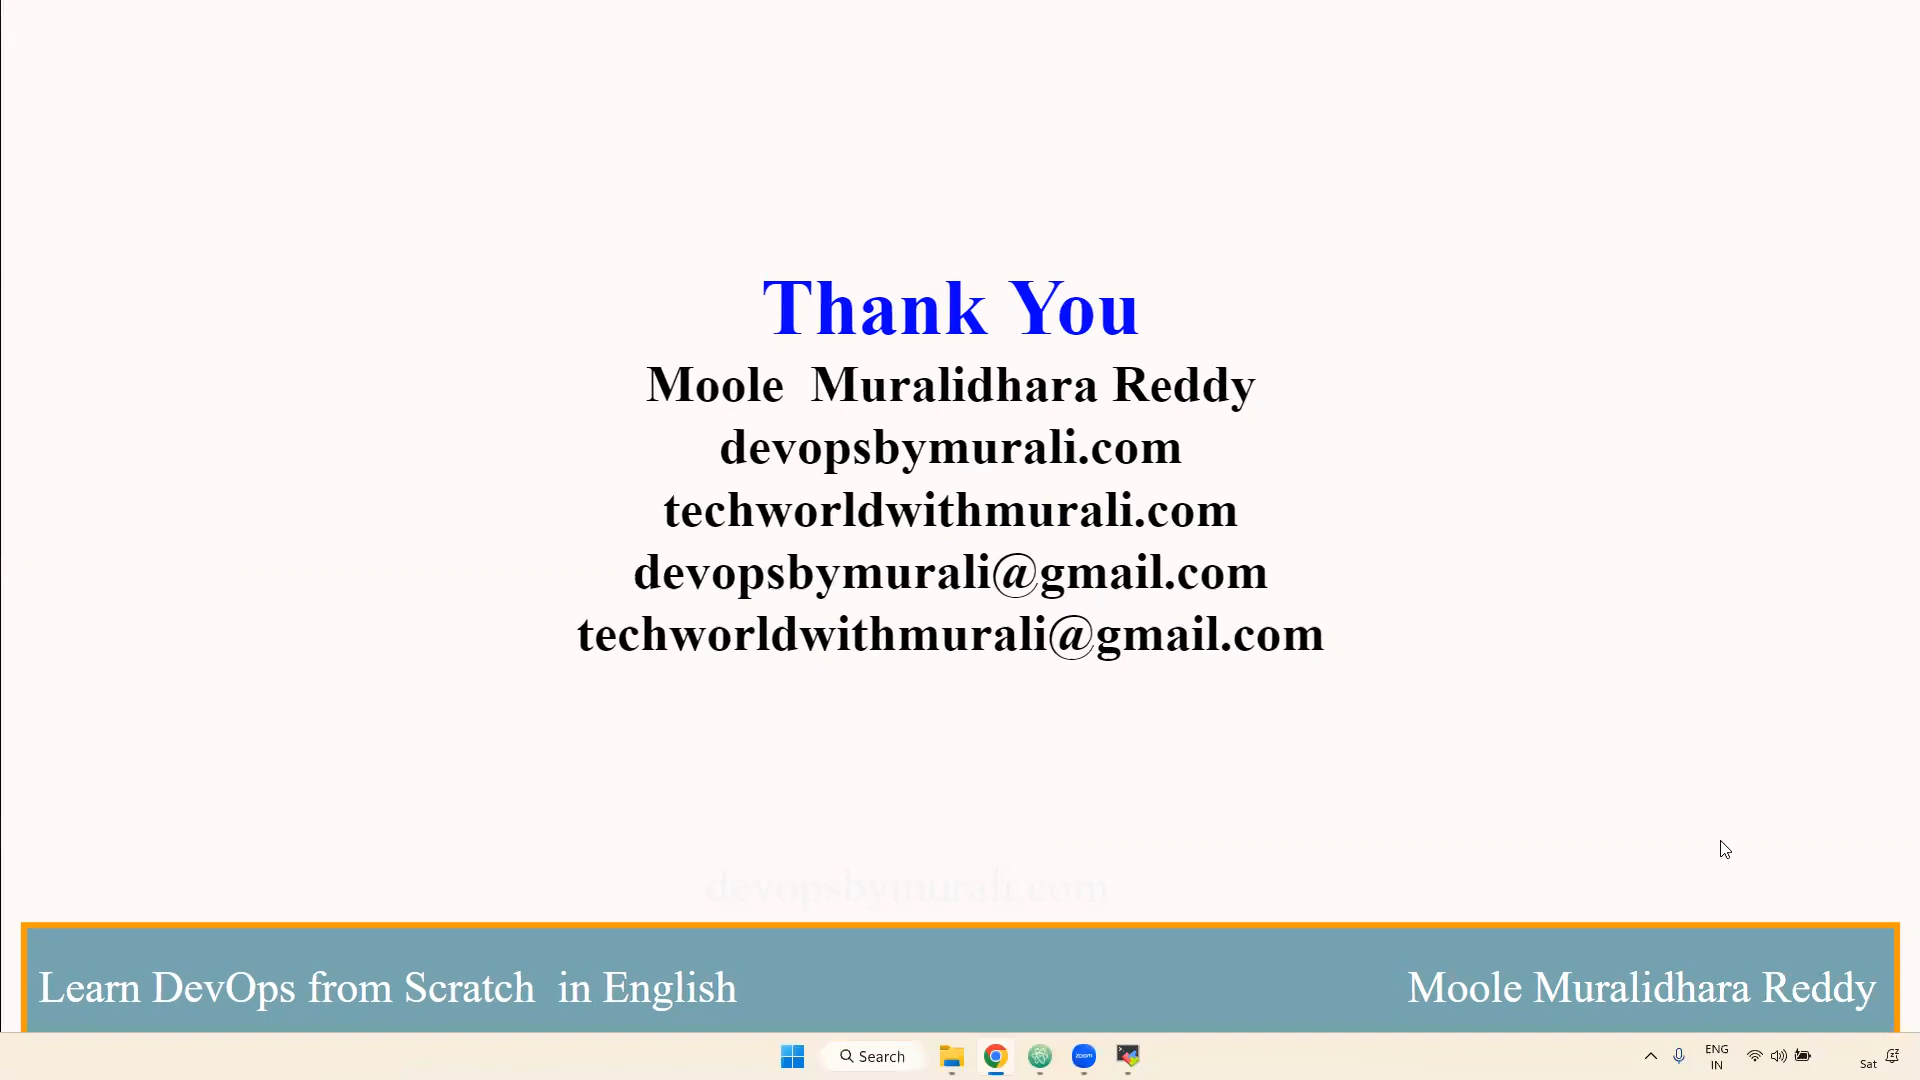 Thank You
Moole  Muralidhara Reddy
devopsbymurali.com
techworldwithmurali.com
devopsbymurali@gmail.com
techworldwithmurali@gmail.com
devopsbymurali.com
Learn DevOps from Scratch  in English
Moole Muralidhara Reddy
Search
zoom
ENG
IN
Sat